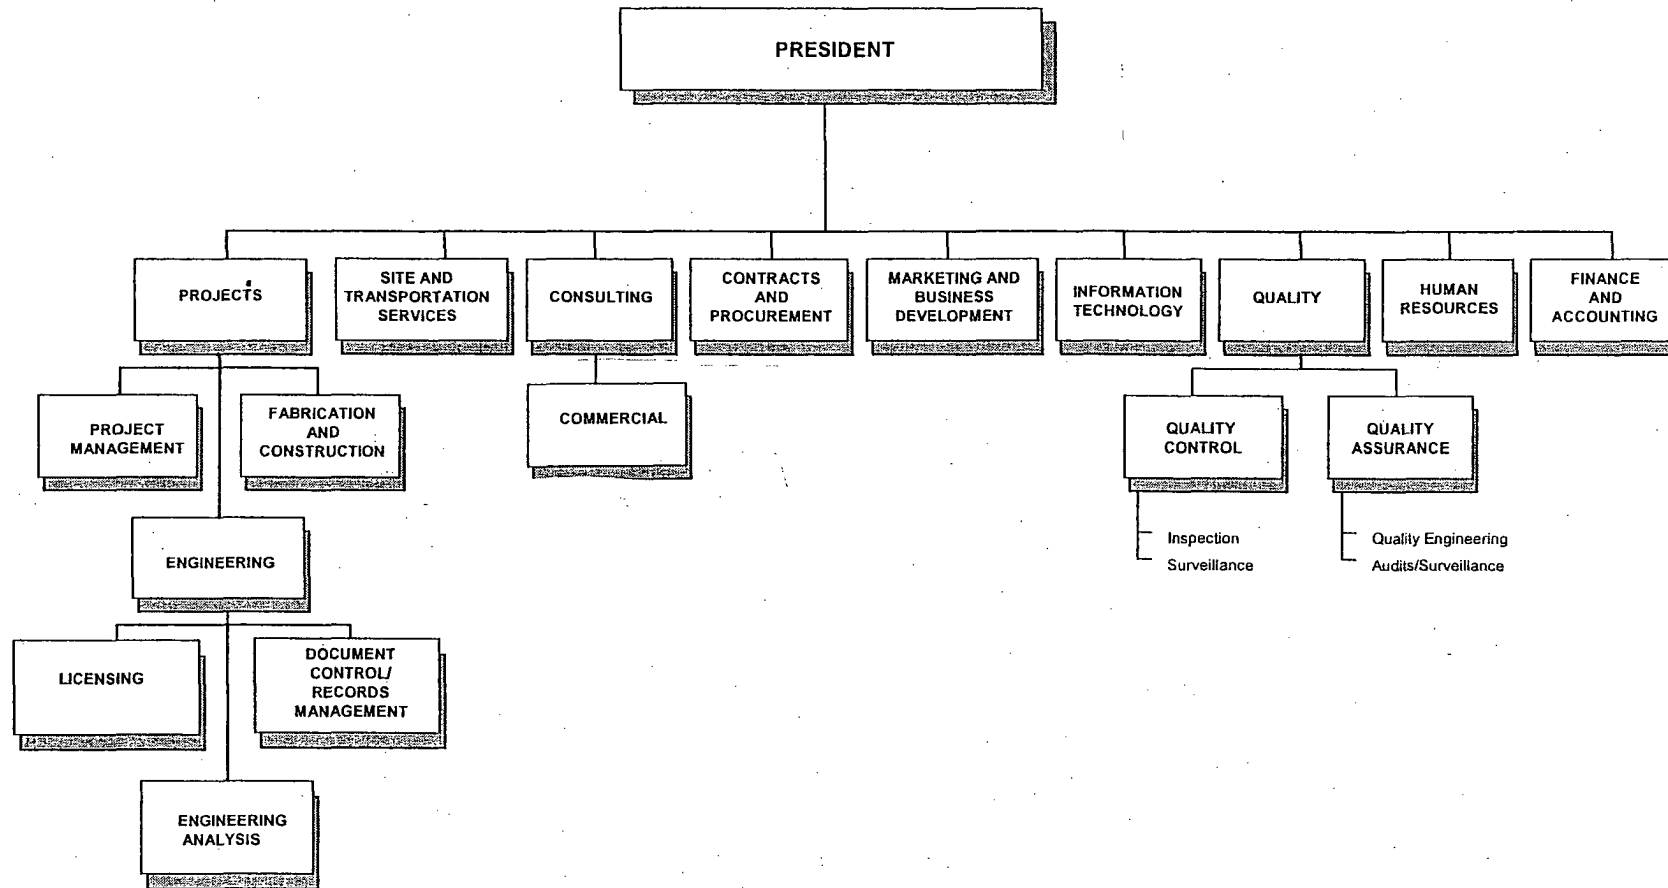 PRESIDENT
PROJECTS
SITE AND
TRANSPORTATION
SERVICES
CONSULTING
CONTRACTS
AND
PROCUREMENT
MARKETING AND
BUSINESS
DEVELOPMENT
INFORMATION
TECHNOLOGY
QUALITY
HUMAN
RESOURCES
FINANCE
AND
ACCOUNTING
PROJECT
MANAGEMENT
FABRICATION
AND
CONSTRUCTION
COMMERCIAL
QUALITY
CONTROL
QUALITY
ASSURANCE
Inspection
Surveillance
Quality Engineering
Audits/Surveillance
ENGINEERING
LICENSING
DOCUMENT
CONTROL/
RECORDS
MANAGEMENT
ENGINEERING
ANALYSIS